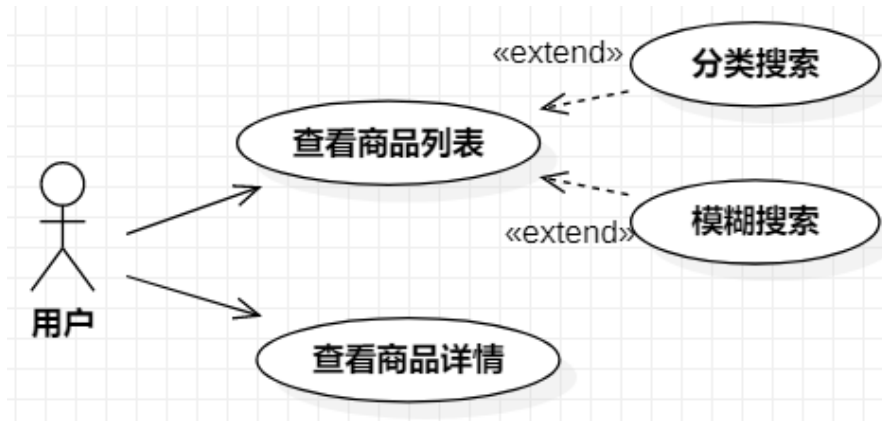 «extend»
分类搜索
查看商品列表
模糊搜索
«extend»
用户
查看商品详情